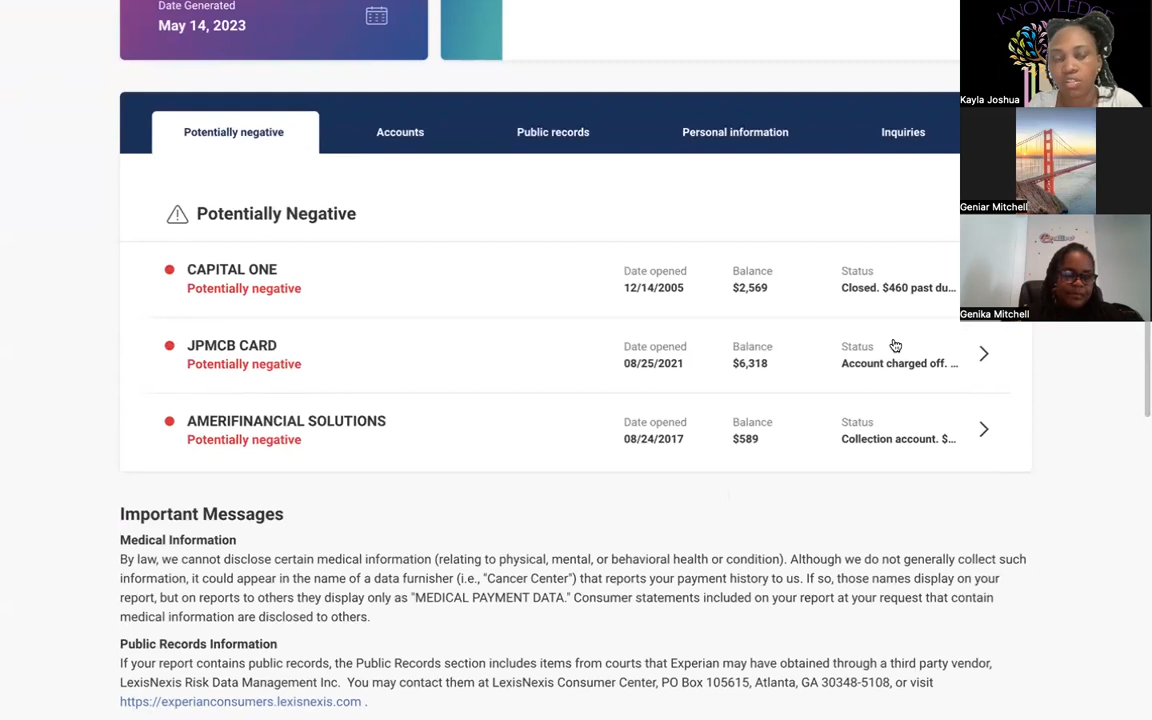 Date Generated
May 14, 2023
KNOWLEDGE
Kayla Joshua
Potentially negative
Accounts
Public records
Personal information
Inquiries
Geniar Mitchell
Potentially Negative
CAPITAL ONE
Potentially negative
Date opened
12/14/2005
Balance
$2,569
Status
Closed. $460 past du...
Genika Mitchell
JPMCB CARD
Potentially negative
Date opened
08/25/2021
Balance
$6,318
Status
Account charged off. ...
AMERIFINANCIAL SOLUTIONS
Potentially negative
Date opened
08/24/2017
Balance
$589
Status
Collection account. $...
Important Messages
Medical Information
By law, we cannot disclose certain medical information (relating to physical, mental, or behavioral health or condition). Although we do not generally collect such
information, it could appear in the name of a data furnisher (i.e., "Cancer Center") that reports your payment history to us. If so, those names display on your
report, but on reports to others they display only as "MEDICAL PAYMENT DATA." Consumer statements included on your report at your request that contain
medical information are disclosed to others.
Public Records Information
If your report contains public records, the Public Records section includes items from courts that Experian may have obtained through a third party vendor,
LexisNexis Risk Data Management Inc. You may contact them at LexisNexis Consumer Center, PO Box 105615, Atlanta, GA 30348-5108, or visit
https://experianconsumers.lexisnexis.com .